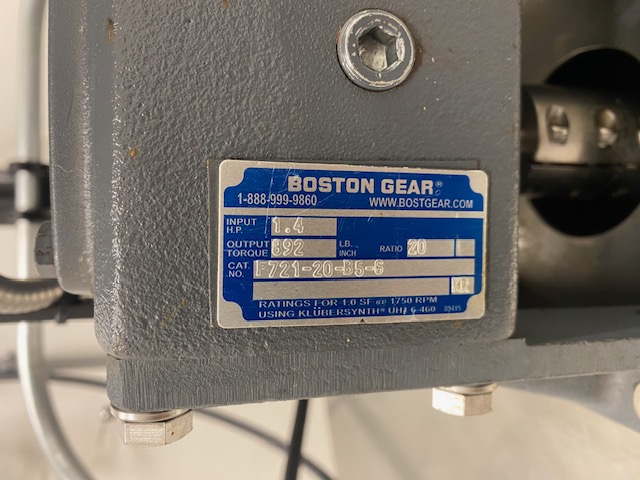 BOSTON GEAR®
1-888-999-9860 WWW.BOSTGEAR.COM
INPUT H.P. 1.4
OUTPUT TORQUE 892 LB. INCH RATIO 20
CAT. NO. F721-20-B5-G
RATINGS FOR 1.0 SF @ 1750 RPM
USING KLÜBERSYNTH® UH1 6-460